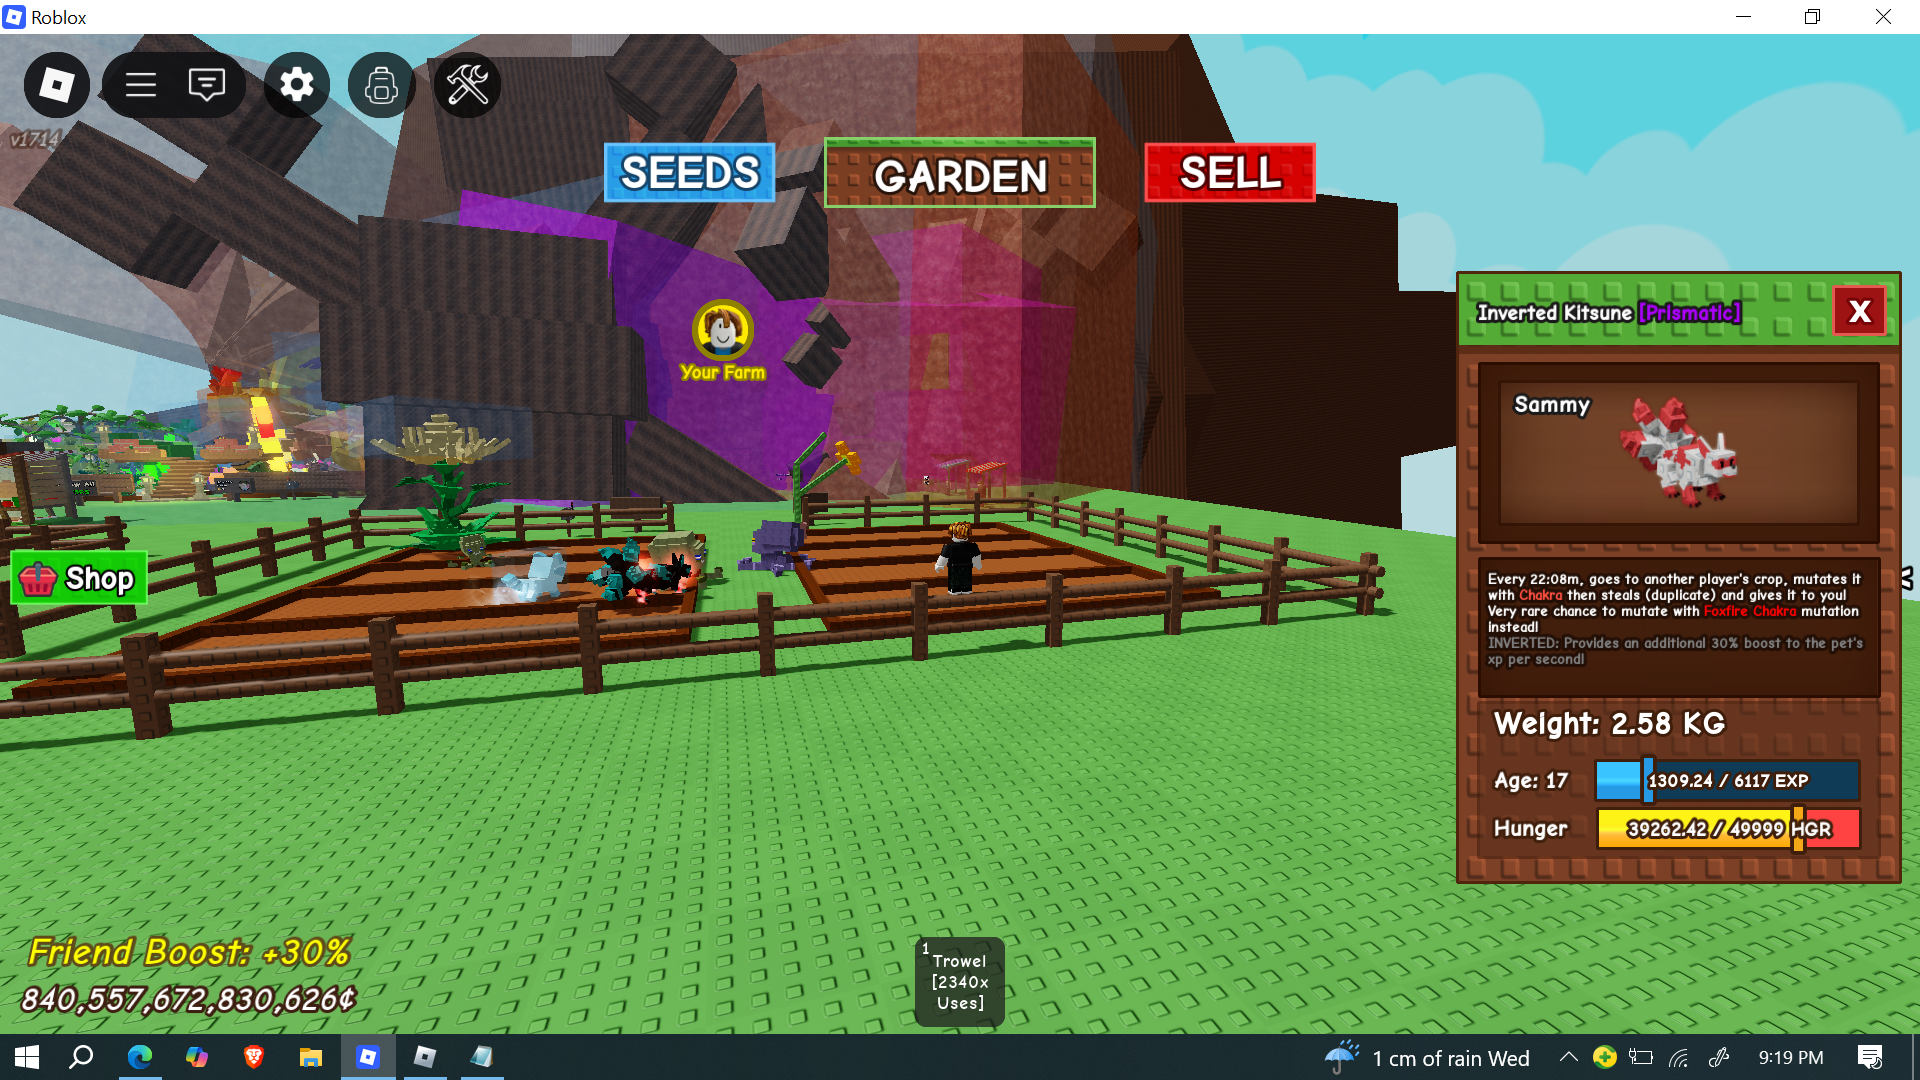 Roblox
v1714
SEEDS
GARDEN
SELL
Your Farm
Shop
Inverted Kitsune [Prismatic]
X
Sammy
Every 22:08m, goes to another player's crop, mutates it
with Chakra then steals (duplicate) and gives it to you!
Very rare chance to mutate with Foxfire Chakra mutation
instead!
INVERTED: Provides an additional 30% boost to the pet's
xp per second!
Weight: 2.58 KG
Age: 17
1309.24 / 6117 EXP
Hunger
39262.42 / 49999 HGR
Friend Boost: +30%
840,557,672,830,626¢
1
Trowel
[2340x
Uses]
1 cm of rain Wed
9:19 PM